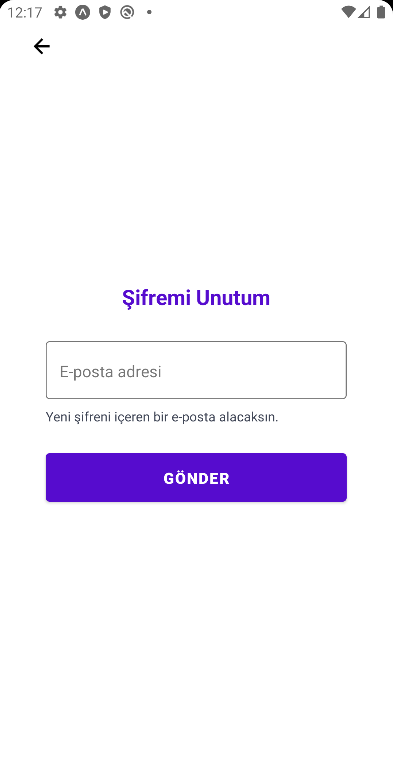 12:17
Şifremi Unutum
E-posta adresi
Yeni şifreni içeren bir e-posta alacaksın.
GÖNDER